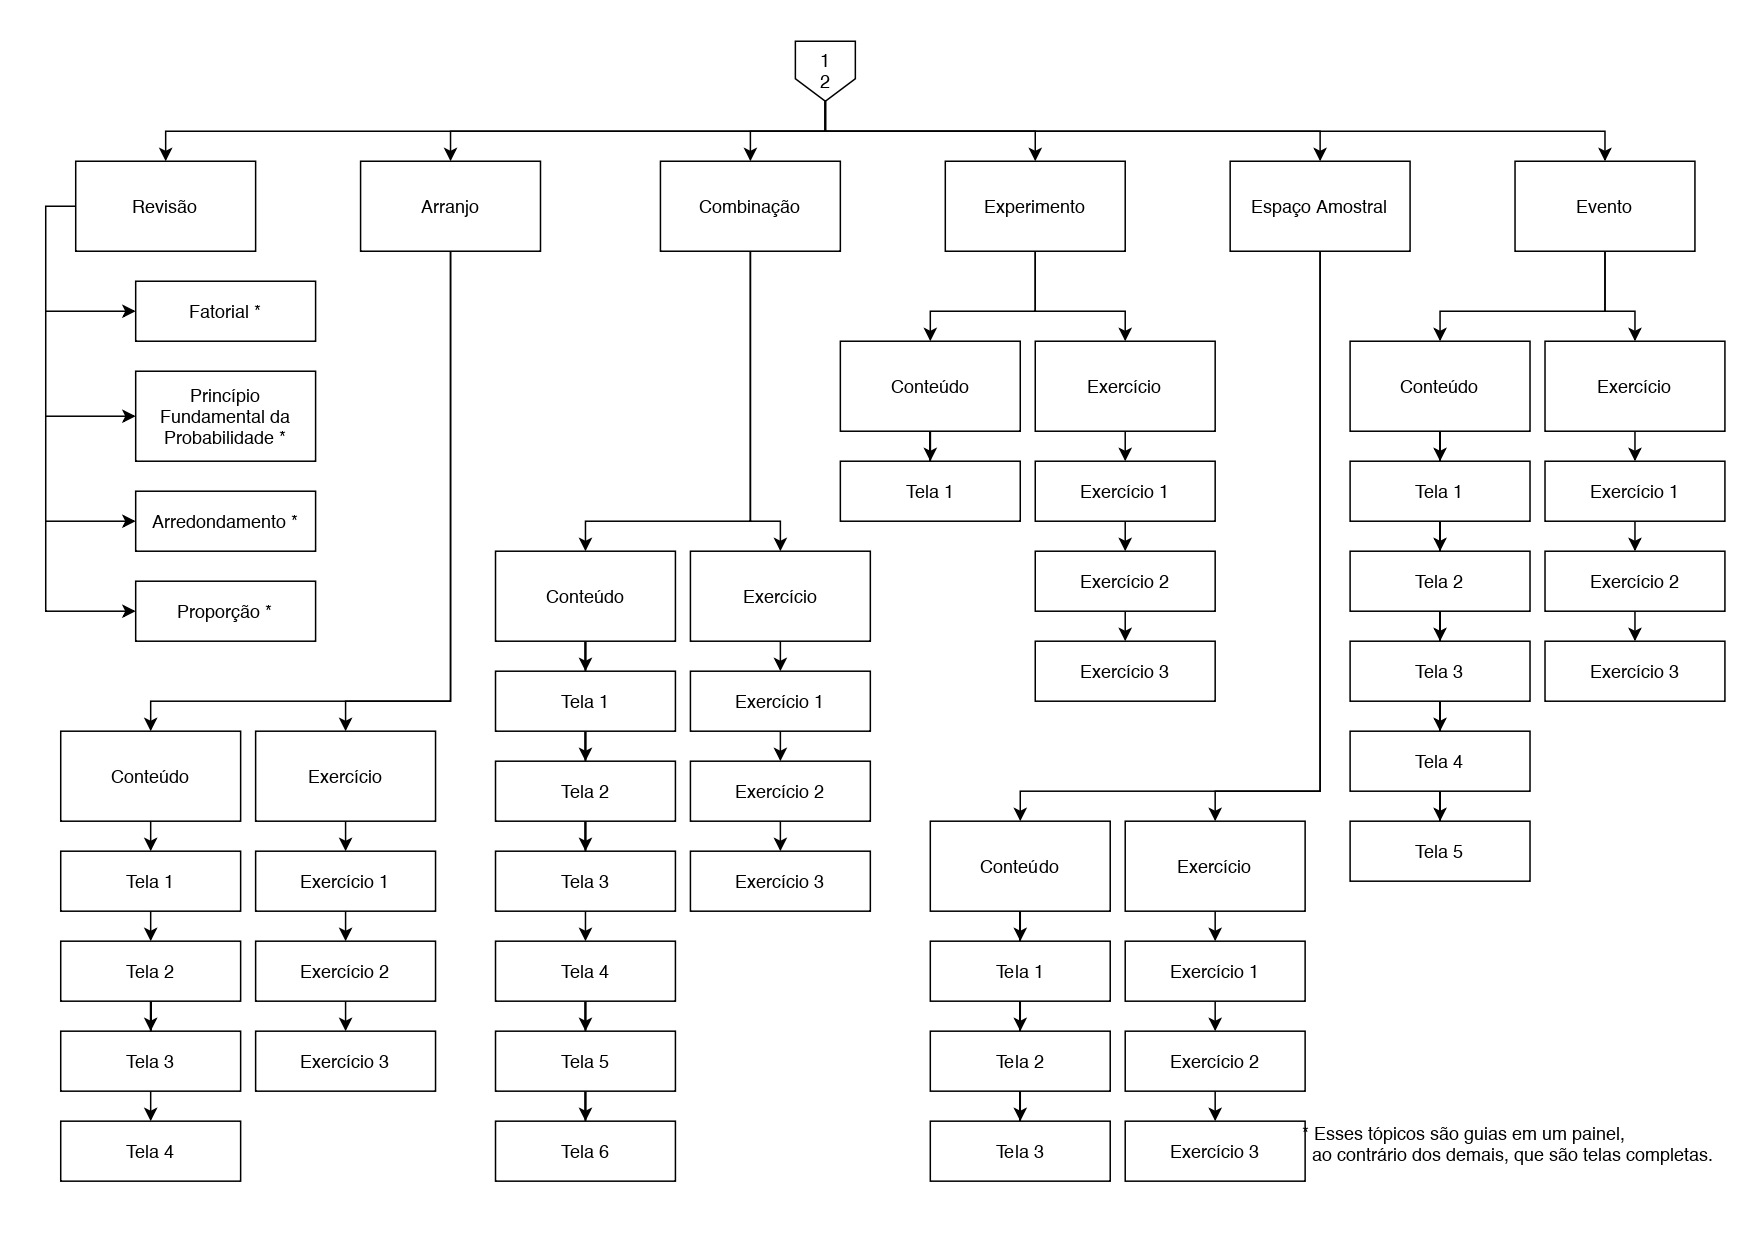 1
2
Revisão
Arranjo
Combinação
Experimento
Espaço Amostral
Evento
Fatorial *
Princípio
Fundamental da
Probabilidade *
Arredondamento *
Proporção *
Conteúdo
Exercício
Tela 1
Exercício 1
Tela 2
Exercício 2
Tela 3
Exercício 3
Tela 4
Conteúdo
Exercício
Tela 1
Exercício 1
Tela 2
Exercício 2
Tela 3
Exercício 3
Tela 4
Tela 5
Tela 6
Conteúdo
Exercício
Tela 1
Exercício 1
Exercício 2
Exercício 3
Conteúdo
Exercício
Tela 1
Exercício 1
Tela 2
Exercício 2
Tela 3
Exercício 3
Conteúdo
Exercício
Tela 1
Exercício 1
Tela 2
Exercício 2
Tela 3
Exercício 3
Tela 4
Tela 5
* Esses tópicos são guias em um painel,
ao contrário dos demais, que são telas completas.